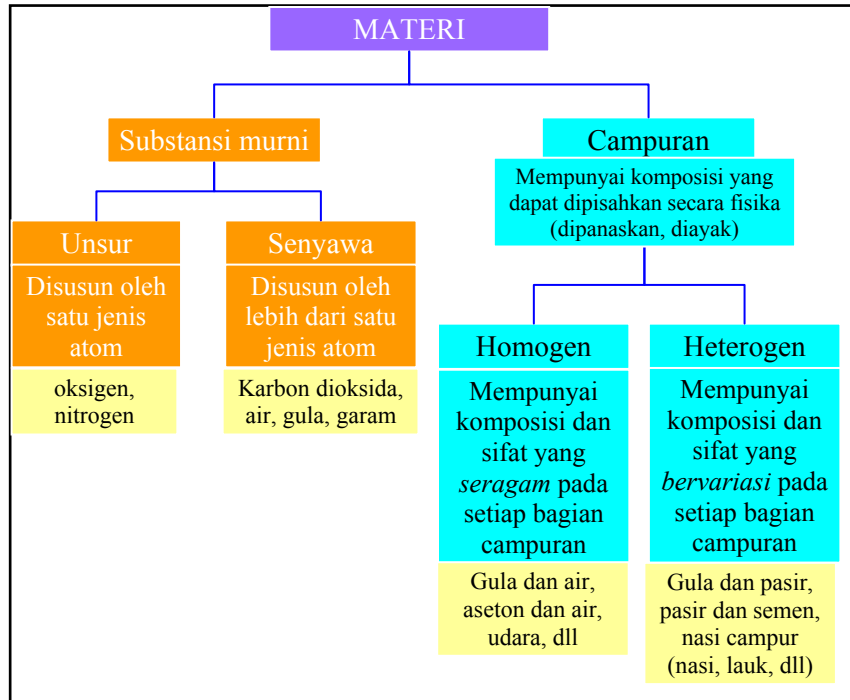 MATERI
Substansi murni
Unsur
Disusun oleh
satu jenis
atom
oksigen,
nitrogen
Senyawa
Disusun oleh
lebih dari satu
jenis atom
Karbon dioksida,
air, gula, garam
Campuran
Mempunyai komposisi yang
dapat dipisahkan secara fisika
(dipanaskan, diayak)
Homogen
Mempunyai
komposisi dan
sifat yang
seragam pada
setiap bagian
campuran
Gula dan air,
aseton dan air,
udara, dll
Heterogen
Mempunyai
komposisi dan
sifat yang
bervariasi pada
setiap bagian
campuran
Gula dan pasir,
pasir dan semen,
nasi campur
(nasi, lauk, dll)